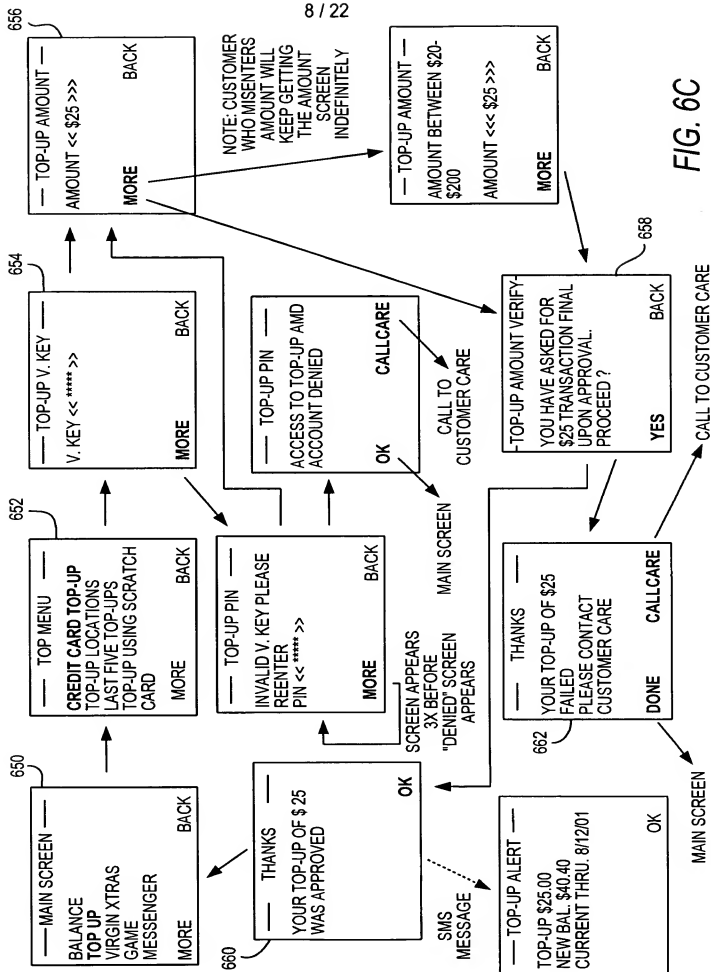 8 / 22
650
— MAIN SCREEN —
BALANCE
TOP UP
VIRGIN XTRAS
GAME
MESSENGER
MORE BACK
652
— TOP MENU —
CREDIT CARD TOP-UP
TOP-UP LOCATIONS
LAST FIVE TOP-UPS
TOP-UP USING SCRATCH
CARD
MORE BACK
654
— TOP-UP V. KEY —
V. KEY << ***** >>
MORE BACK
656
— TOP-UP AMOUNT —
AMOUNT << $25 >>>
MORE BACK
NOTE: CUSTOMER
WHO MISENTERS
AMOUNT WILL
KEEP GETTING
THE AMOUNT
SCREEN
INDEFINITELY
660
— THANKS —
YOUR TOP-UP OF $ 25
WAS APPROVED
OK
— TOP-UP PIN —
INVALID V. KEY PLEASE
REENTER
PIN << ***** >>
MORE BACK
SCREEN APPEARS
3X BEFORE
"DENIED" SCREEN
APPEARS
— TOP-UP PIN —
ACCESS TO TOP-UP AMD
ACCOUNT DENIED
OK CALLCARE
MAIN SCREEN
CALL TO
CUSTOMER CARE
— TOP-UP AMOUNT —
AMOUNT BETWEEN $20-
$200
AMOUNT <<< $25 >>>
MORE BACK
SMS
MESSAGE
— TOP-UP ALERT —
TOP-UP $25.00
NEW BAL. $40.40
CURRENT THRU. 8/12/01
OK
— THANKS —
YOUR TOP-UP OF $25
FAILED
PLEASE CONTACT
CUSTOMER CARE
DONE CALLCARE
662
MAIN SCREEN
CALL TO CUSTOMER CARE
-TOP-UP AMOUNT VERIFY-
YOU HAVE ASKED FOR
$25 TRANSACTION FINAL
UPON APPROVAL.
PROCEED ?
YES BACK
658
FIG. 6C